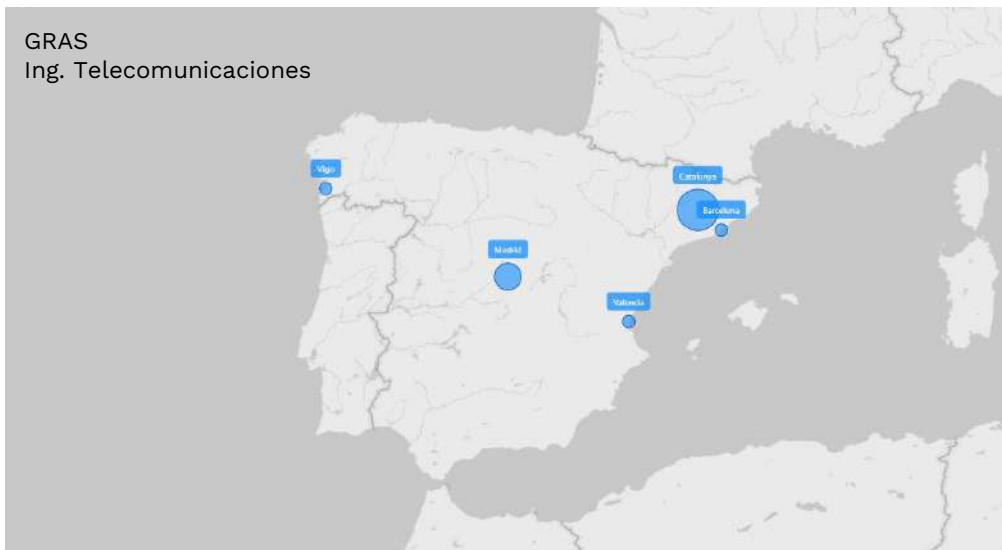 GRAS
Ing. Telecomunicaciones
Vigo
Catalunya
Barcelona
Madrid
Valencia